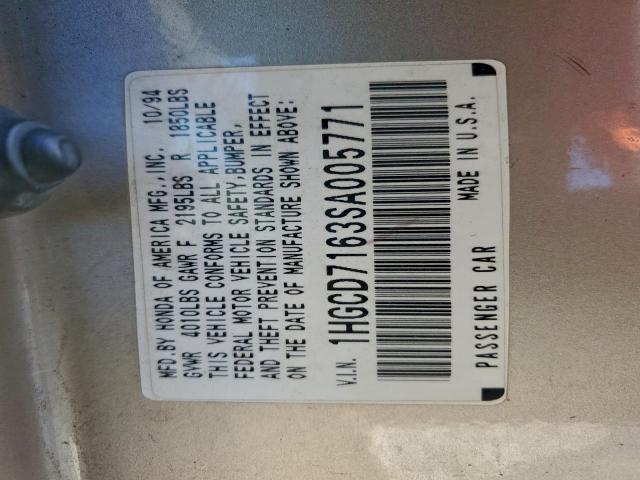 MFD.BY HONDA OF AMERICA MFG.,INC. 10/94
GVWR 4010LBS GAWR F 2195LBS R 1850LBS
THIS VEHICLE CONFORMS TO ALL APPLICABLE
FEDERAL MOTOR VEHICLE SAFETY,BUMPER,
AND THEFT PREVENTION STANDARDS IN EFFECT
ON THE DATE OF MANUFACTURE SHOWN ABOVE:
V.I.N. 1HGCD7163SA005771
PASSENGER CAR MADE IN U.S.A.